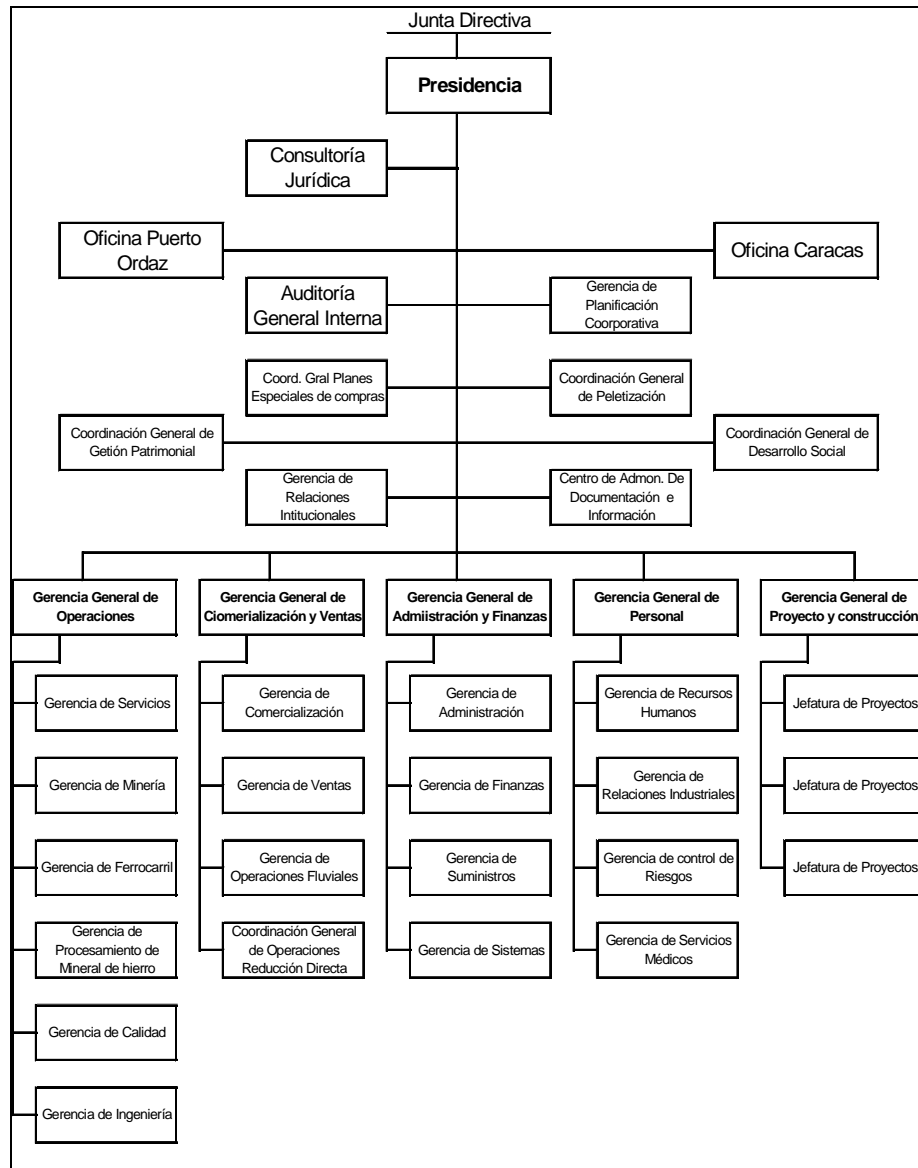 Junta Directiva
Presidencia
Consultoría
Jurídica
Oficina Puerto
Ordaz
Oficina Caracas
Auditoría
General Interna
Gerencia de
Planificación
Coorporativa
Coord. Gral Planes
Especiales de compras
Coordinación General
de Peletización
Coordinación General de
Getión Patrimonial
Coordinación General de
Desarrollo Social
Gerencia de
Relaciones
Intitucionales
Centro de Admon. De
Documentación e
Información
Gerencia General de
Operaciones
Gerencia General de
Ciomerialización y Ventas
Gerencia General de
Admiistración y Finanzas
Gerencia General de
Personal
Gerencia General de
Proyecto y construcción
Gerencia de Servicios
Gerencia de
Comercialización
Gerencia de
Administración
Gerencia de Recursos
Humanos
Jefatura de Proyectos
Gerencia de Minería
Gerencia de Ventas
Gerencia de Finanzas
Gerencia de
Relaciones Industriales
Jefatura de Proyectos
Gerencia de Ferrocarril
Gerencia de
Operaciones Fluviales
Gerencia de
Suministros
Gerencia de control de
Riesgos
Jefatura de Proyectos
Gerencia de
Procesamiento de
Mineral de hierro
Coordinación General
de Operaciones
Reducción Directa
Gerencia de Sistemas
Gerencia de Servicios
Médicos
Gerencia de Calidad
Gerencia de Ingeniería